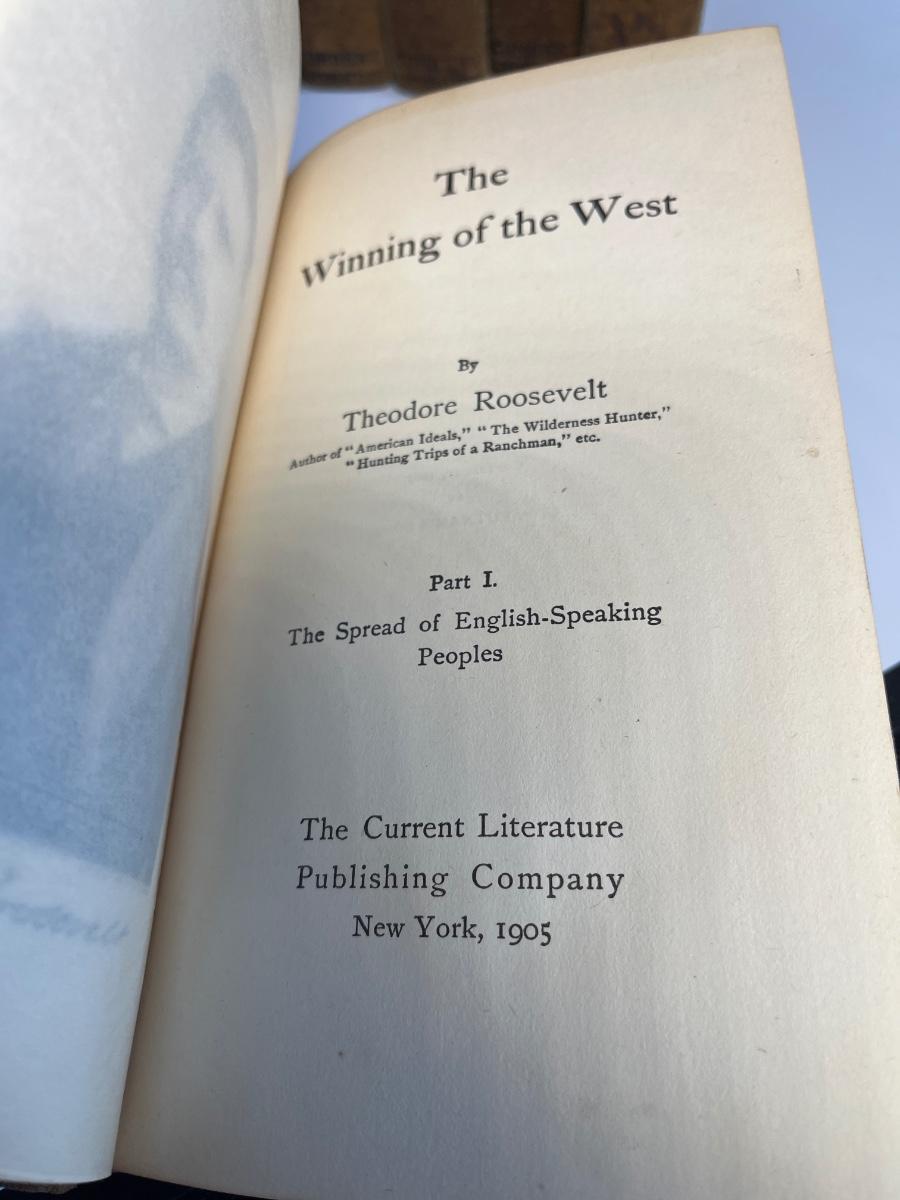 The
Winning of the West
By
Theodore Roosevelt
Author of "American Ideals," "The Wilderness Hunter,"
"Hunting Trips of a Ranchman," etc.
Part I.
The Spread of English-Speaking
Peoples
The Current Literature
Publishing Company
New York, 1905